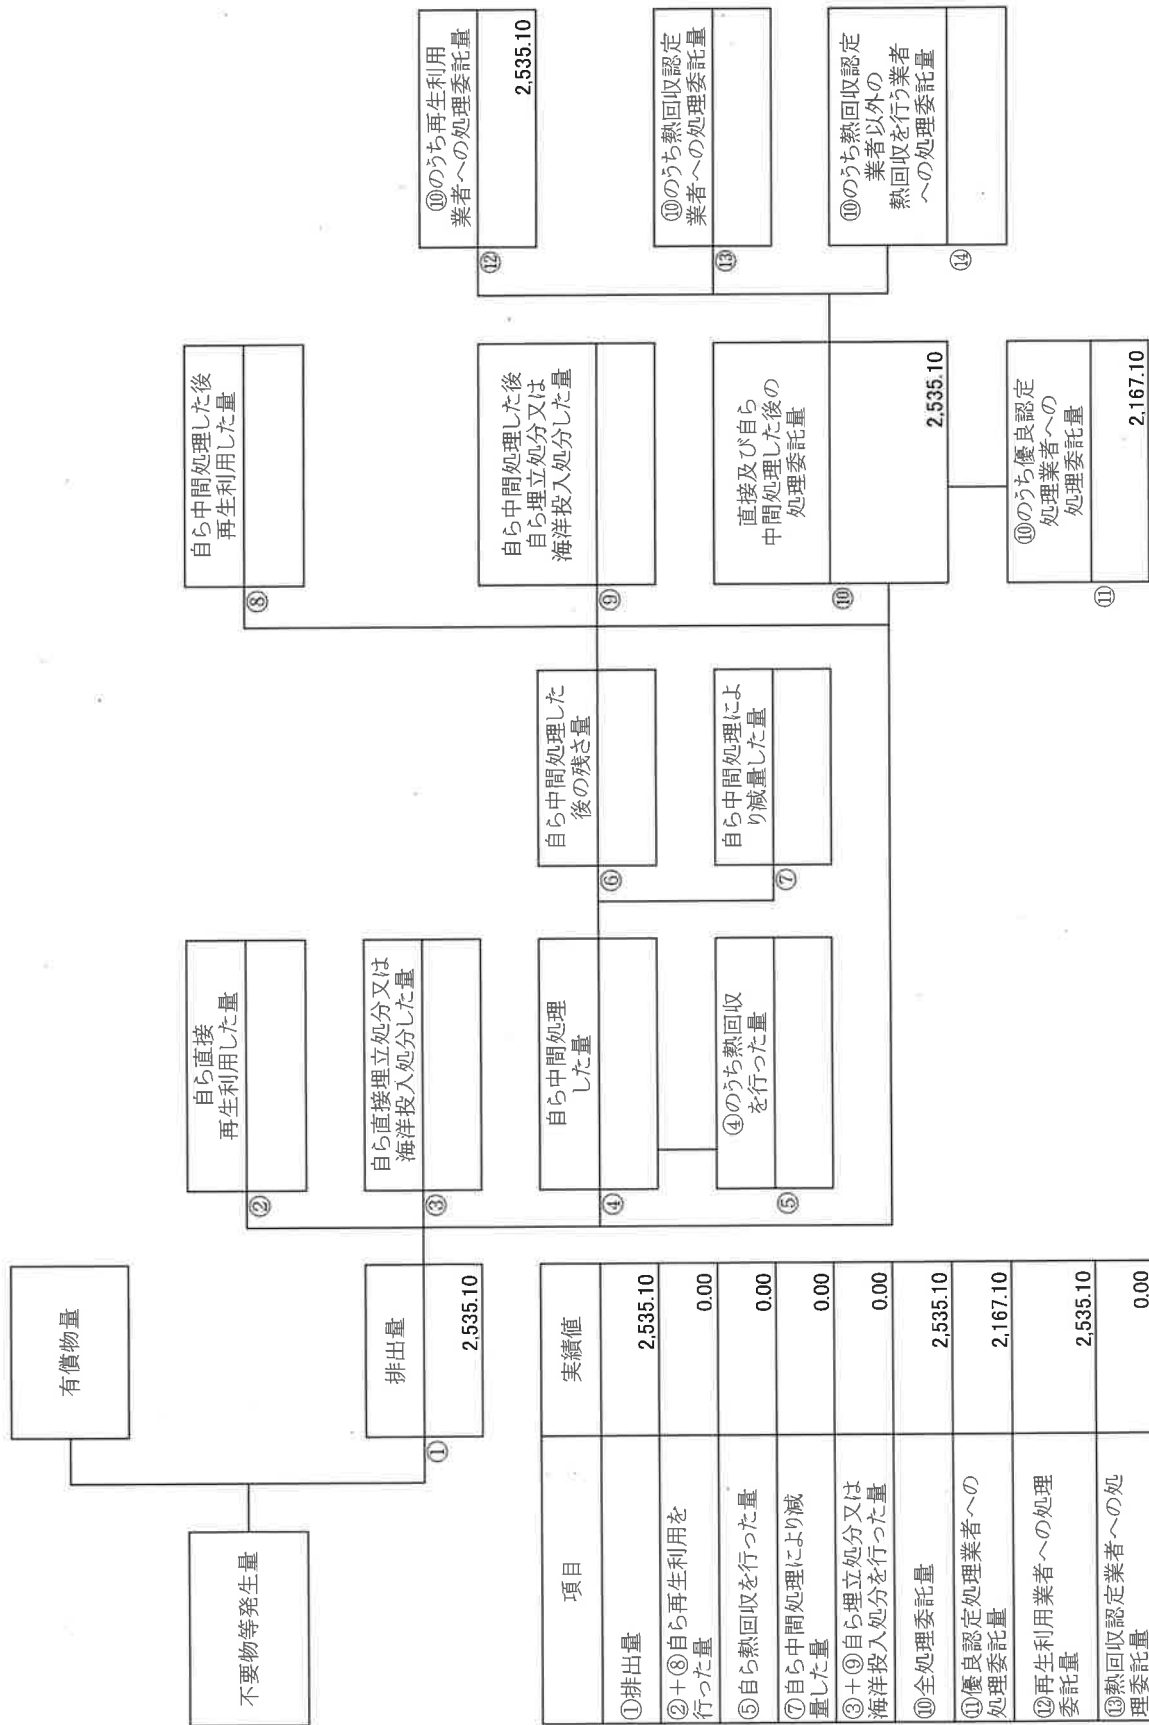 不要物等発生量
有償物量
排出量
①
2,535.10
自ら直接
再生利用した量
②
自ら直接埋立処分又は
海洋投入処分した量
③
自ら中間処理
した量
④
④のうち熱回収
を行った量
⑤
自ら中間処理した
後の残さ量
⑥
自ら中間処理によ
り減量した量
⑦
自ら中間処理した後
再生利用した量
⑧
自ら中間処理した後
自ら埋立処分又は
海洋投入処分した量
⑨
直接及び自ら
中間処理した後の
処理委託量
⑩
2,535.10
⑩のうち優良認定
処理業者への
処理委託量
⑪
2,167.10
⑩のうち再生利用
業者への処理委託量
⑫
2,535.10
⑩のうち熱回収認定
業者への処理委託量
⑬
⑩のうち熱回収認定
業者以外の
熱回収を行う業者
への処理委託量
⑭
項目 実績値
①排出量 2,535.10
②+⑧自ら再生利用を
行った量 0.00
⑤自ら熱回収を行った量 0.00
⑦自ら中間処理により減
量した量 0.00
③+⑨自ら埋立処分又は
海洋投入処分を行った量 0.00
⑩全処理委託量 2,535.10
⑪優良認定処理業者への
処理委託量 2,167.10
⑫再生利用業者への処理
委託量 2,535.10
⑬熱回収認定業者への処
理委託量 0.00